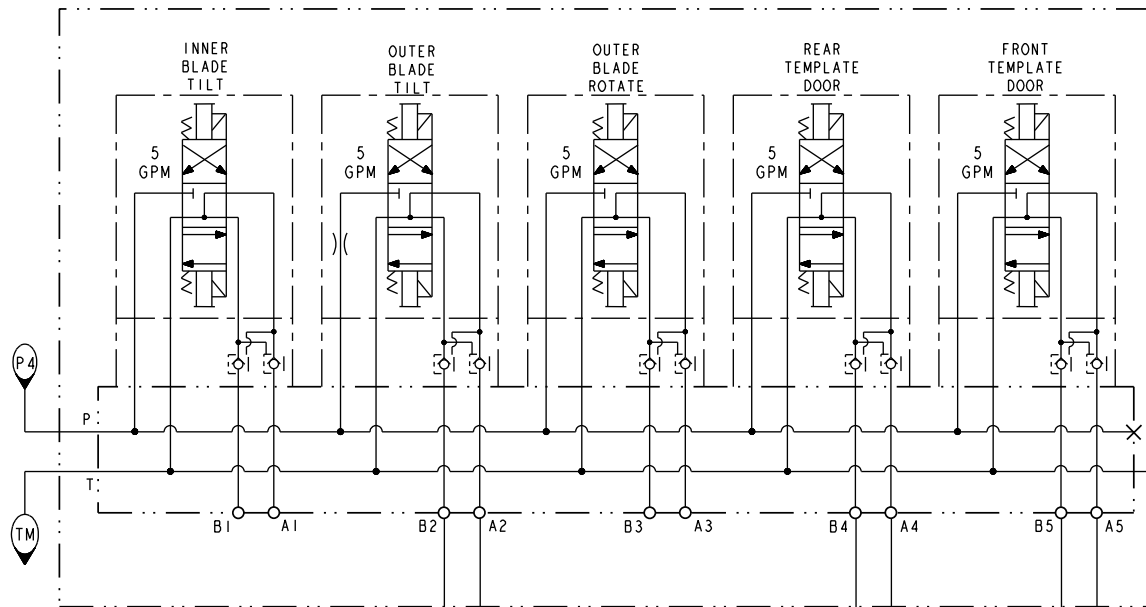 INNER
BLADE
TILT
OUTER
BLADE
TILT
OUTER
BLADE
ROTATE
REAR
TEMPLATE
DOOR
FRONT
TEMPLATE
DOOR
5
GPM
5
GPM
5
GPM
5
GPM
5
GPM
P4
P
T
TM
B1
A1
B2
A2
B3
A3
B4
A4
B5
A5